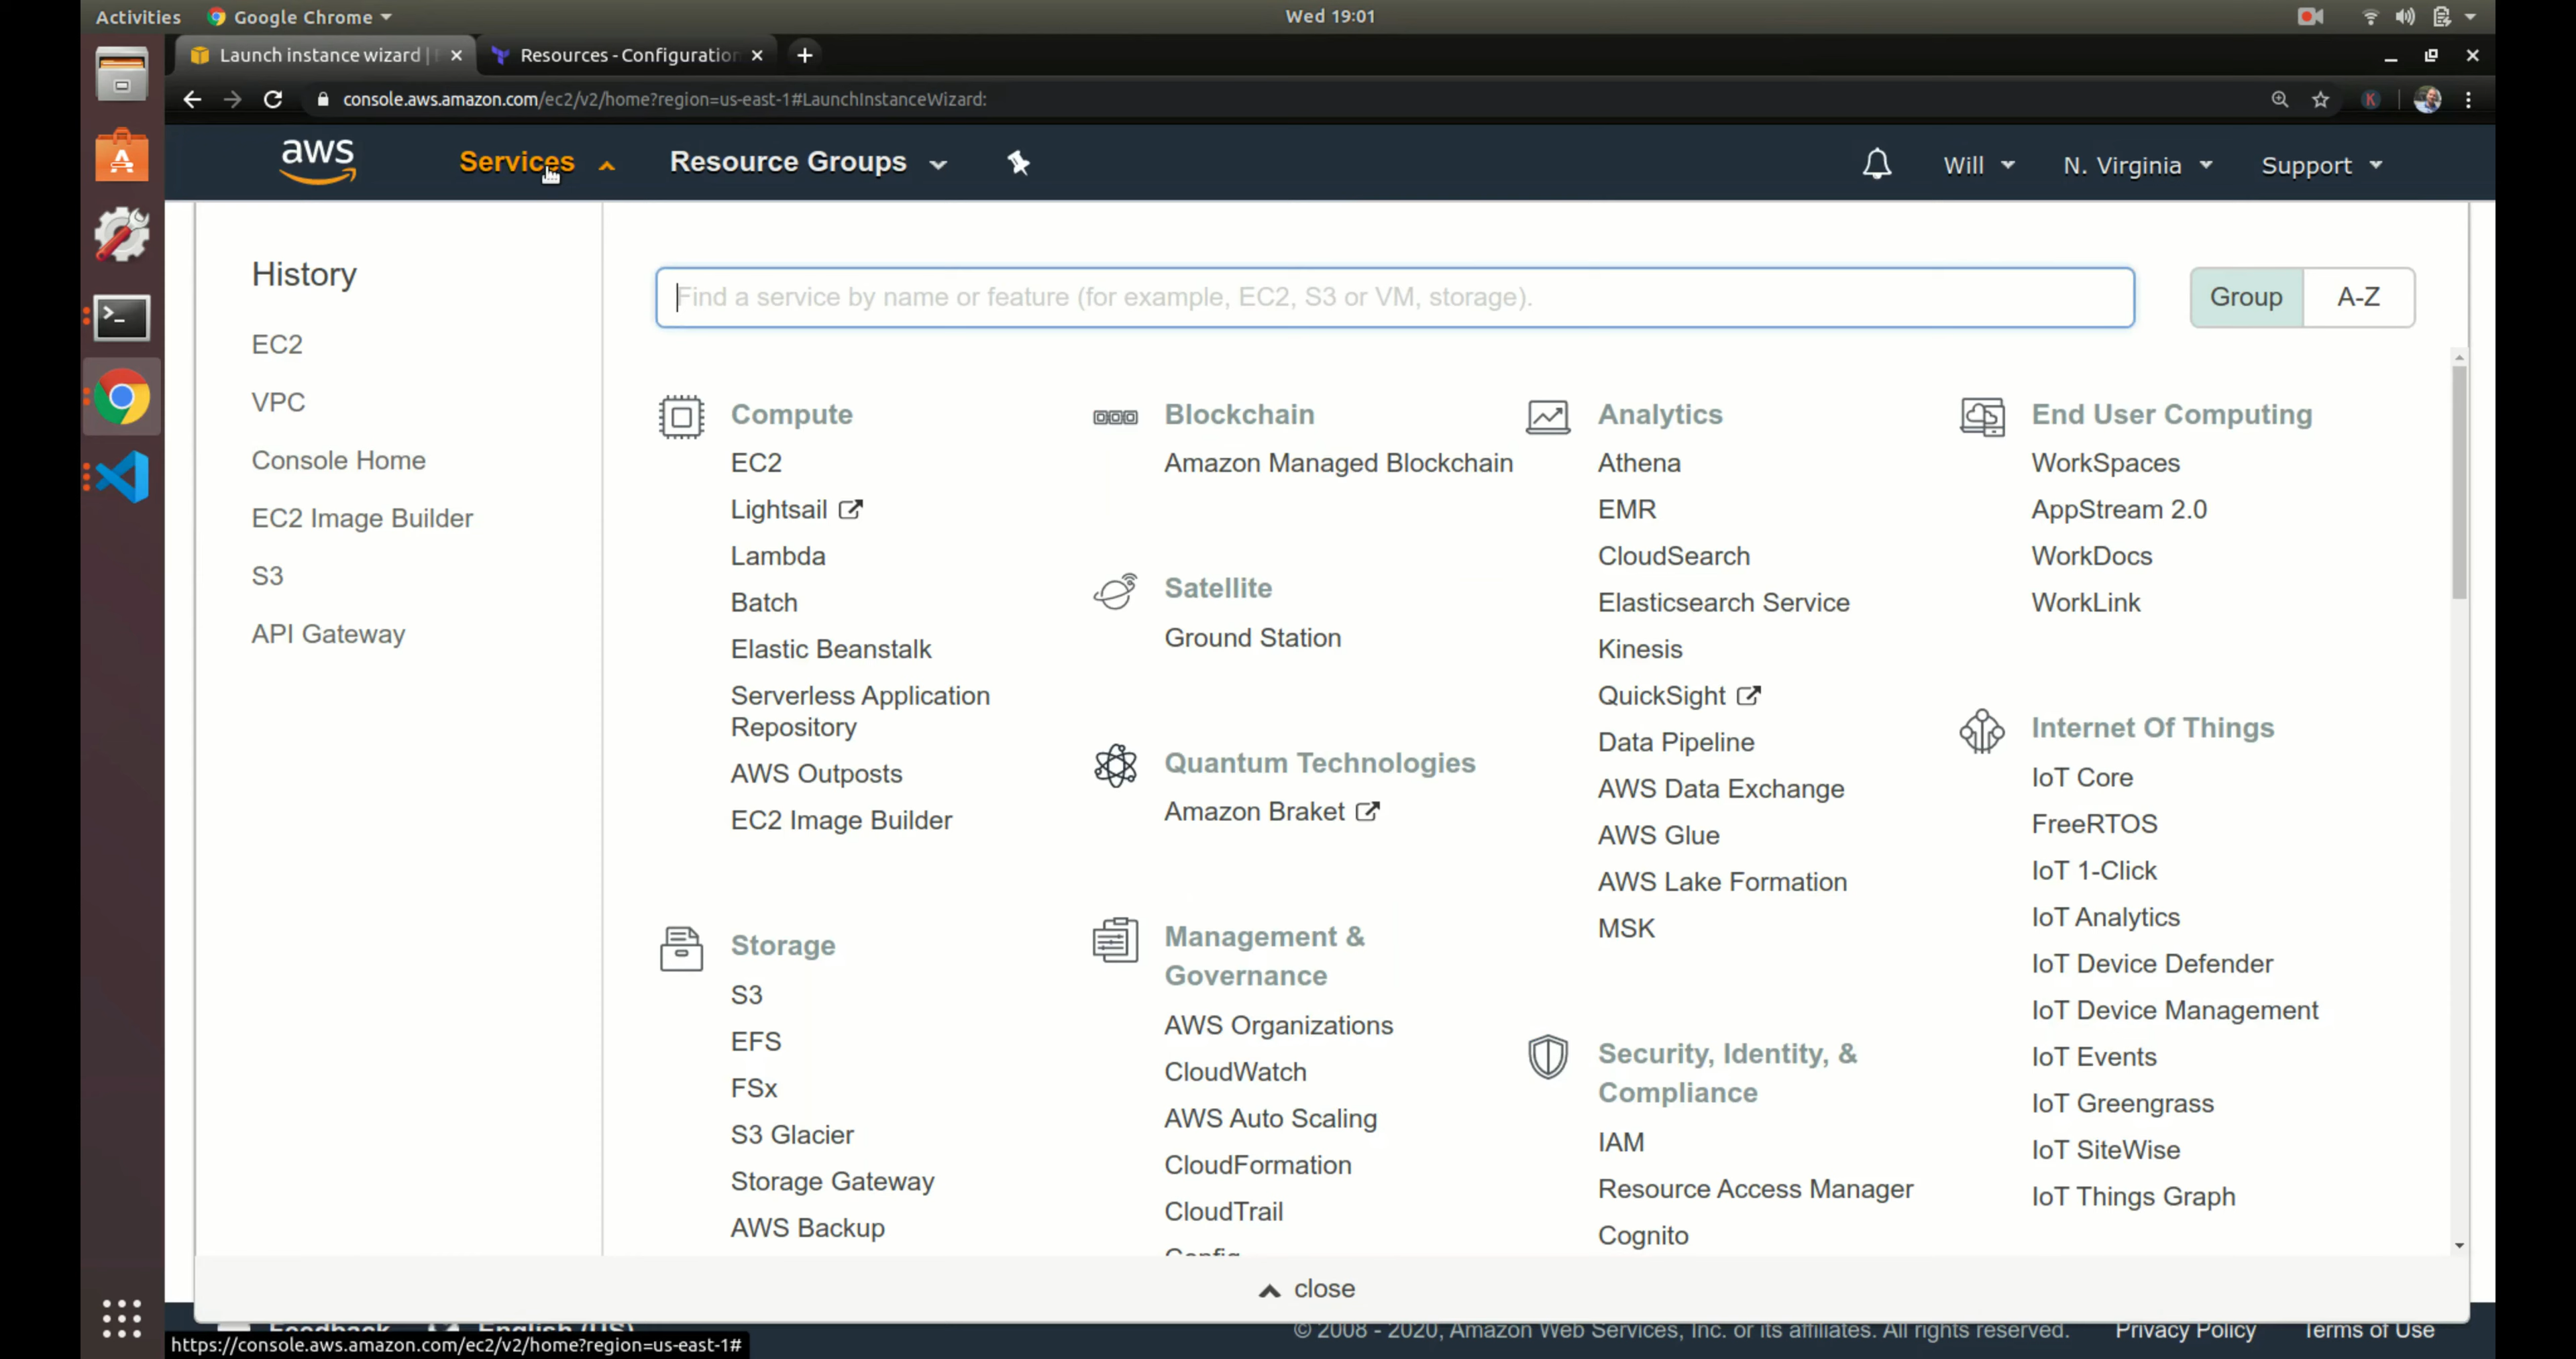 Activities
Google Chrome
Wed 19:01
Launch instance wizard |
Resources - Configuration
console.aws.amazon.com/ec2/v2/home?region=us-east-1#LaunchInstanceWizard:
K
aws
Services
Resource Groups
Will
N. Virginia
Support
History
EC2
VPC
Console Home
EC2 Image Builder
S3
API Gateway
Find a service by name or feature (for example, EC2, S3 or VM, storage).
Group
A-Z
Compute
EC2
Lightsail
Lambda
Batch
Elastic Beanstalk
Serverless Application
Repository
AWS Outposts
EC2 Image Builder
Storage
S3
EFS
FSx
S3 Glacier
Storage Gateway
AWS Backup
Blockchain
Amazon Managed Blockchain
Satellite
Ground Station
Quantum Technologies
Amazon Braket
Management &
Governance
AWS Organizations
CloudWatch
AWS Auto Scaling
CloudFormation
CloudTrail
Config
Analytics
Athena
EMR
CloudSearch
Elasticsearch Service
Kinesis
QuickSight
Data Pipeline
AWS Data Exchange
AWS Glue
AWS Lake Formation
MSK
Security, Identity, &
Compliance
IAM
Resource Access Manager
Cognito
End User Computing
WorkSpaces
AppStream 2.0
WorkDocs
WorkLink
Internet Of Things
IoT Core
FreeRTOS
IoT 1-Click
IoT Analytics
IoT Device Defender
IoT Device Management
IoT Events
IoT Greengrass
IoT SiteWise
IoT Things Graph
close
Feedback
English (US)
© 2008 - 2020, Amazon Web Services, Inc. or its affiliates. All rights reserved.
Privacy Policy
Terms of Use
https://console.aws.amazon.com/ec2/v2/home?region=us-east-1#